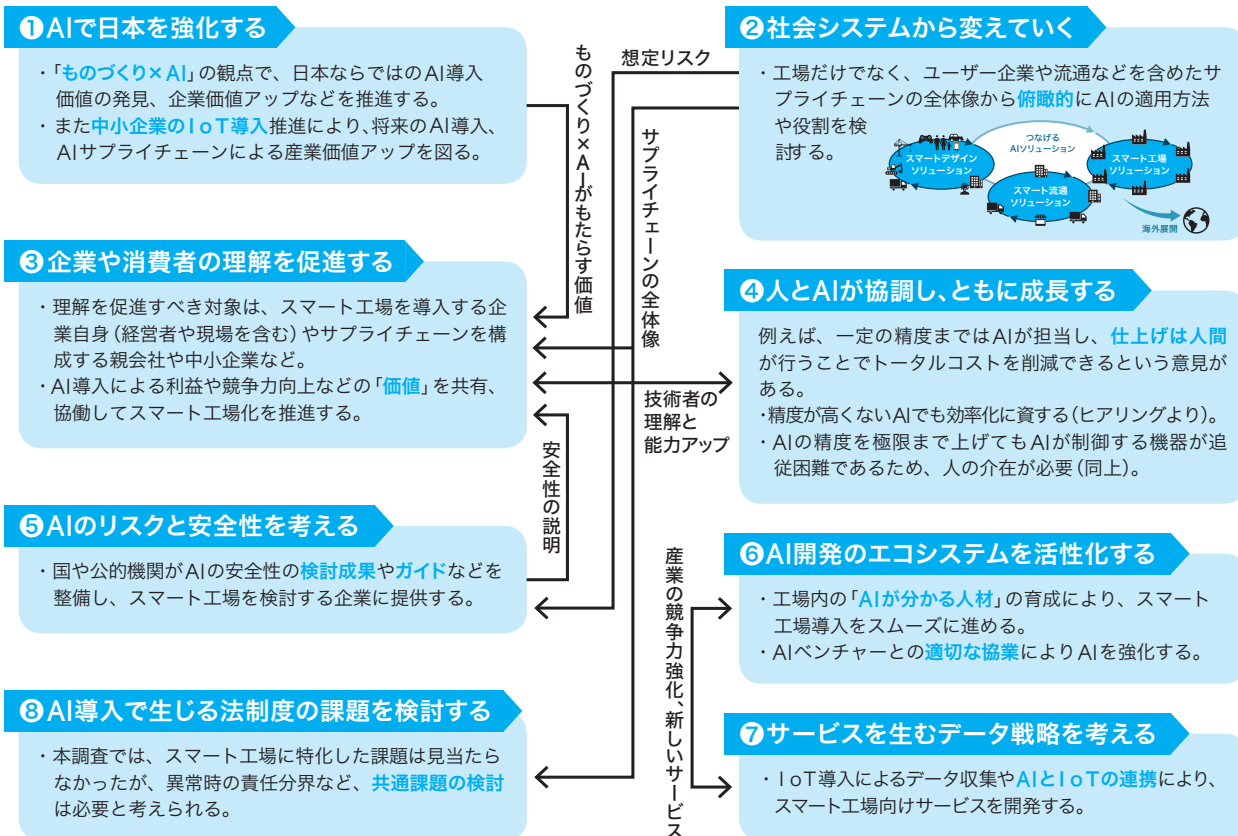 ❶AIで日本を強化する
・「ものづくり×AI」の観点で、日本ならではのAI導入
価値の発見、企業価値アップなどを推進する。
・また中小企業のIoT導入推進により、将来のAI導入、
AIサプライチェーンによる産業価値アップを図る。
ものづくり×AIがもたらす価値
想定リスク
サプライチェーンの全体像
❷社会システムから変えていく
・工場だけでなく、ユーザー企業や流通などを含めたサ
プライチェーンの全体像から俯瞰的にAIの適用方法
や役割を検
討する。
つなげる
AIソリューション
スマートデザイン
ソリューション
スマート工場
ソリューション
スマート流通
ソリューション
海外展開
❸企業や消費者の理解を促進する
・理解を促進すべき対象は、スマート工場を導入する企
業自身(経営者や現場を含む)やサプライチェーンを構
成する親会社や中小企業など。
・AI導入による利益や競争力向上などの「価値」を共有、
協働してスマート工場化を推進する。
技術者の
理解と
能力アップ
安全性の説明
❹人とAIが協調し、ともに成長する
例えば、一定の精度まではAIが担当し、仕上げは人間
が行うことでトータルコストを削減できるという意見が
ある。
・精度が高くないAIでも効率化に資する(ヒアリングより)。
・AIの精度を極限まで上げてもAIが制御する機器が追
従困難であるため、人の介在が必要(同上)。
❺AIのリスクと安全性を考える
・国や公的機関がAIの安全性の検討成果やガイドなどを
整備し、スマート工場を検討する企業に提供する。
産業の競争力強化、新しいサービス
❻AI開発のエコシステムを活性化する
・工場内の「AIが分かる人材」の育成により、スマート
工場導入をスムーズに進める。
・AIベンチャーとの適切な協業によりAIを強化する。
❽AI導入で生じる法制度の課題を検討する
・本調査では、スマート工場に特化した課題は見当たら
なかったが、異常時の責任分界など、共通課題の検討
は必要と考えられる。
❼サービスを生むデータ戦略を考える
・IoT導入によるデータ収集やAIとIoTの連携により、
スマート工場向けサービスを開発する。